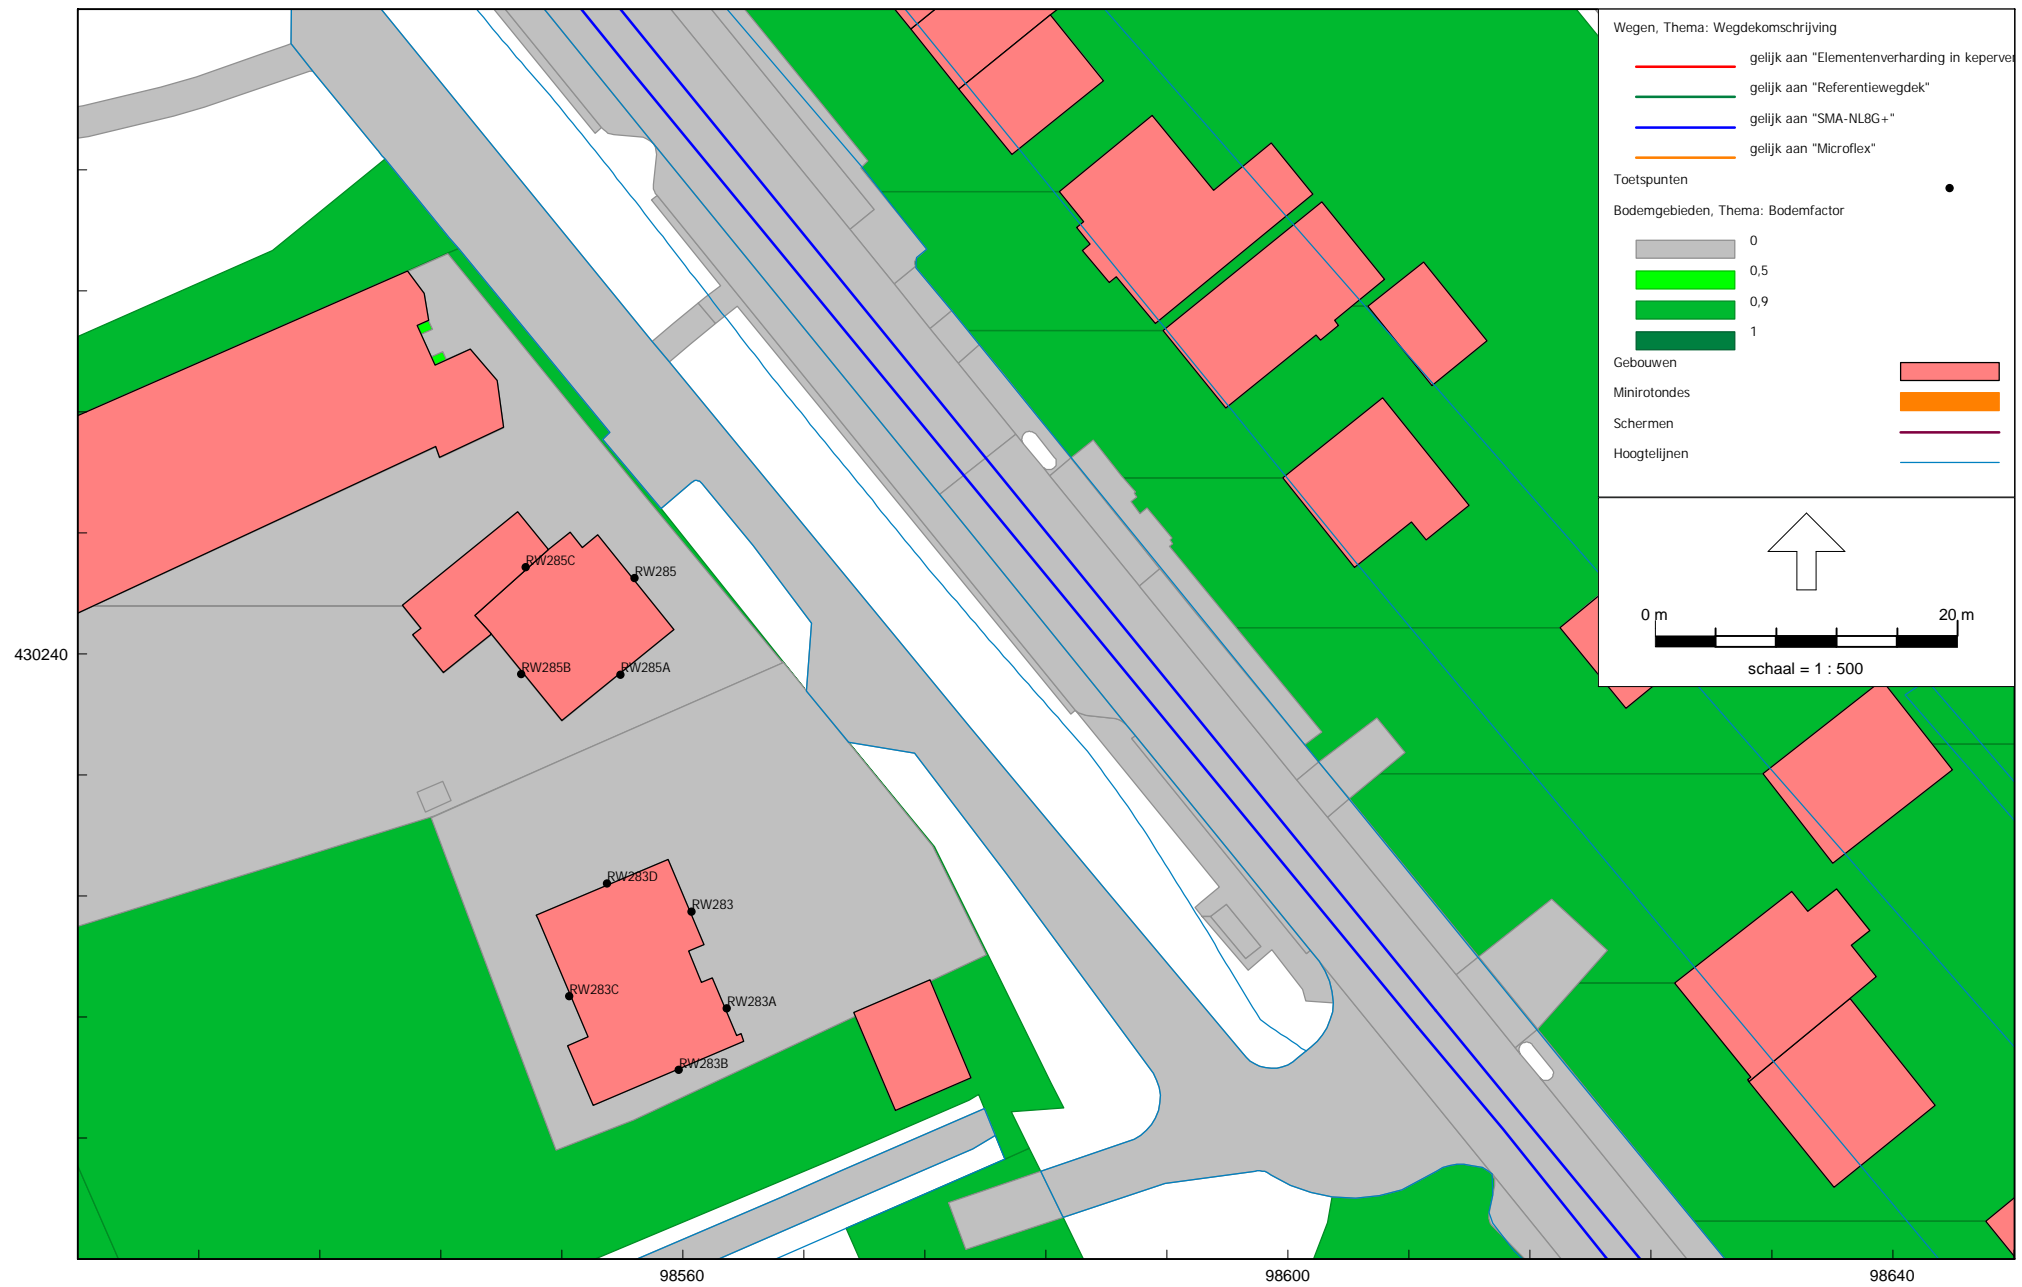 Wegen, Thema: Wegdekomschrijving
gelijk aan "Elementenverharding in keperver
gelijk aan "Referentiewegdek"
gelijk aan "SMA-NL8G+"
gelijk aan "Microflex"
Toetspunten
Bodemgebieden, Thema: Bodemfactor
0
0,5
0,9
1
Gebouwen
Minirotondes
Schermen
Hoogtelijnen
0 m 20 m
schaal = 1 : 500
RW285C
RW285
430240
RW285B
RW285A
RW283D
RW283
RW283C
RW283A
RW283B
98560 98600 98640